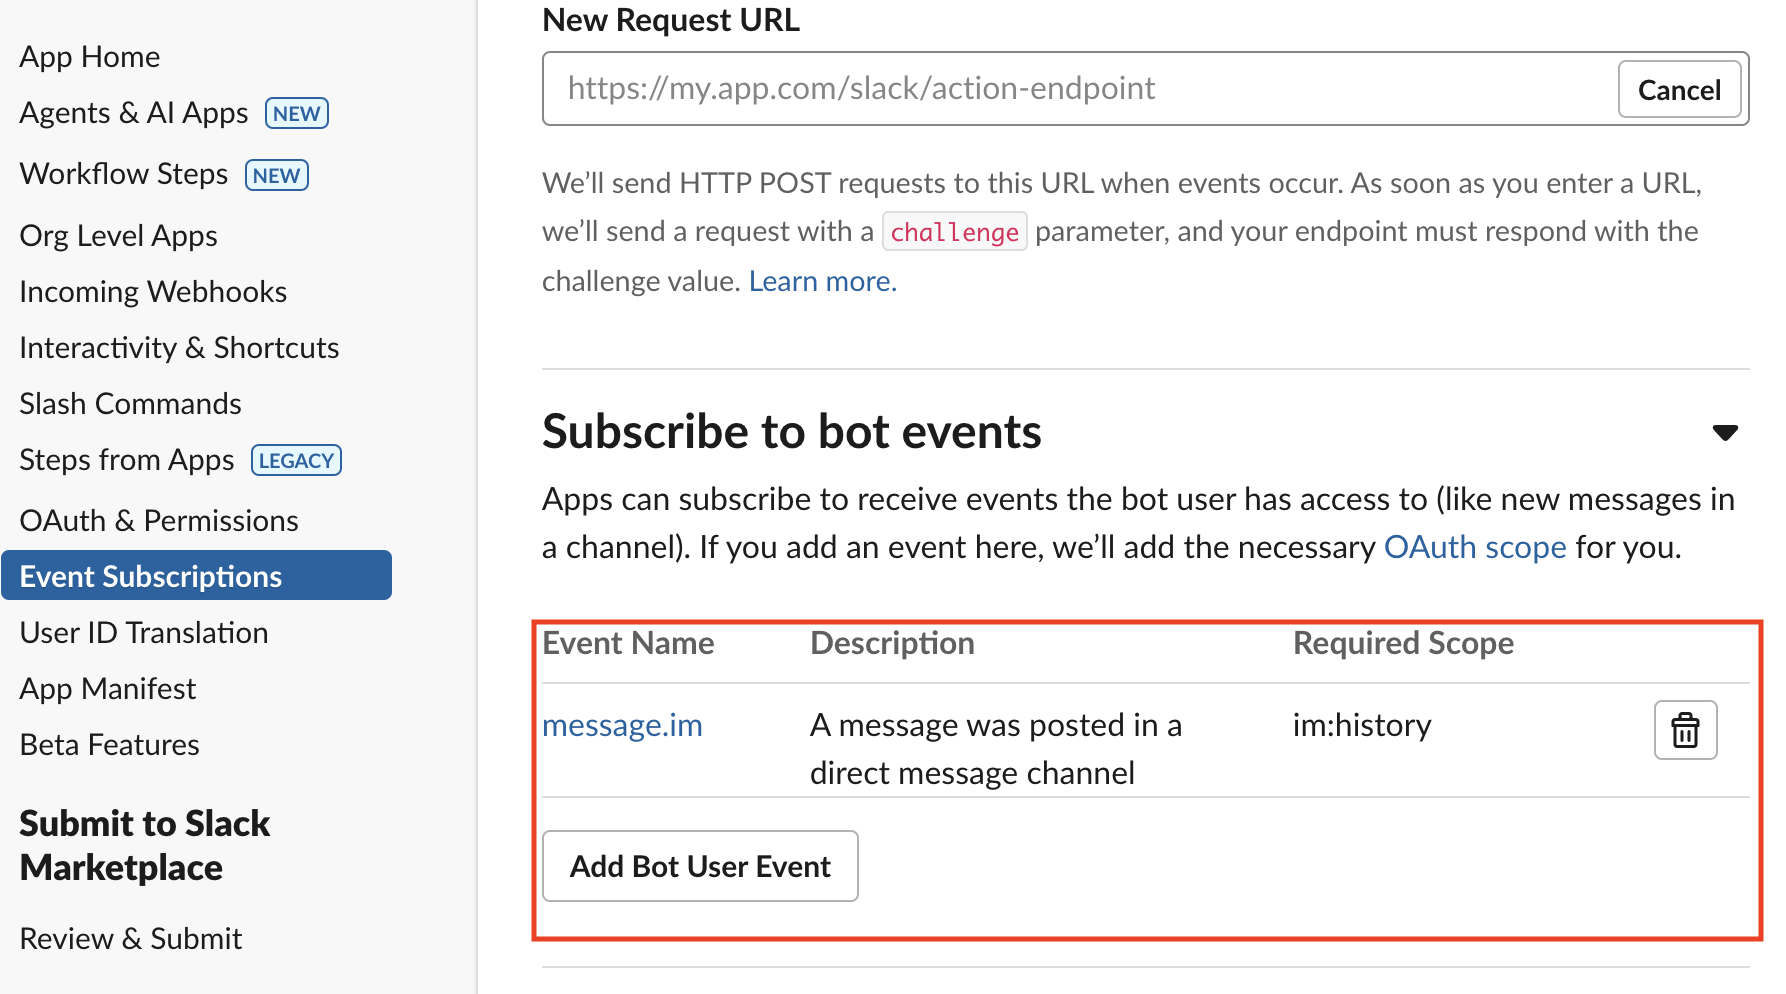 App Home
Agents & AI Apps NEW
Workflow Steps NEW
Org Level Apps
Incoming Webhooks
Interactivity & Shortcuts
Slash Commands
Steps from Apps LEGACY
OAuth & Permissions
Event Subscriptions
User ID Translation
App Manifest
Beta Features
Submit to Slack
Marketplace
Review & Submit
New Request URL
https://my.app.com/slack/action-endpoint Cancel
We’ll send HTTP POST requests to this URL when events occur. As soon as you enter a URL,
we’ll send a request with a challenge parameter, and your endpoint must respond with the
challenge value. Learn more.
Subscribe to bot events
Apps can subscribe to receive events the bot user has access to (like new messages in
a channel). If you add an event here, we’ll add the necessary OAuth scope for you.
Event Name Description Required Scope
message.im A message was posted in a im:history
direct message channel
Add Bot User Event